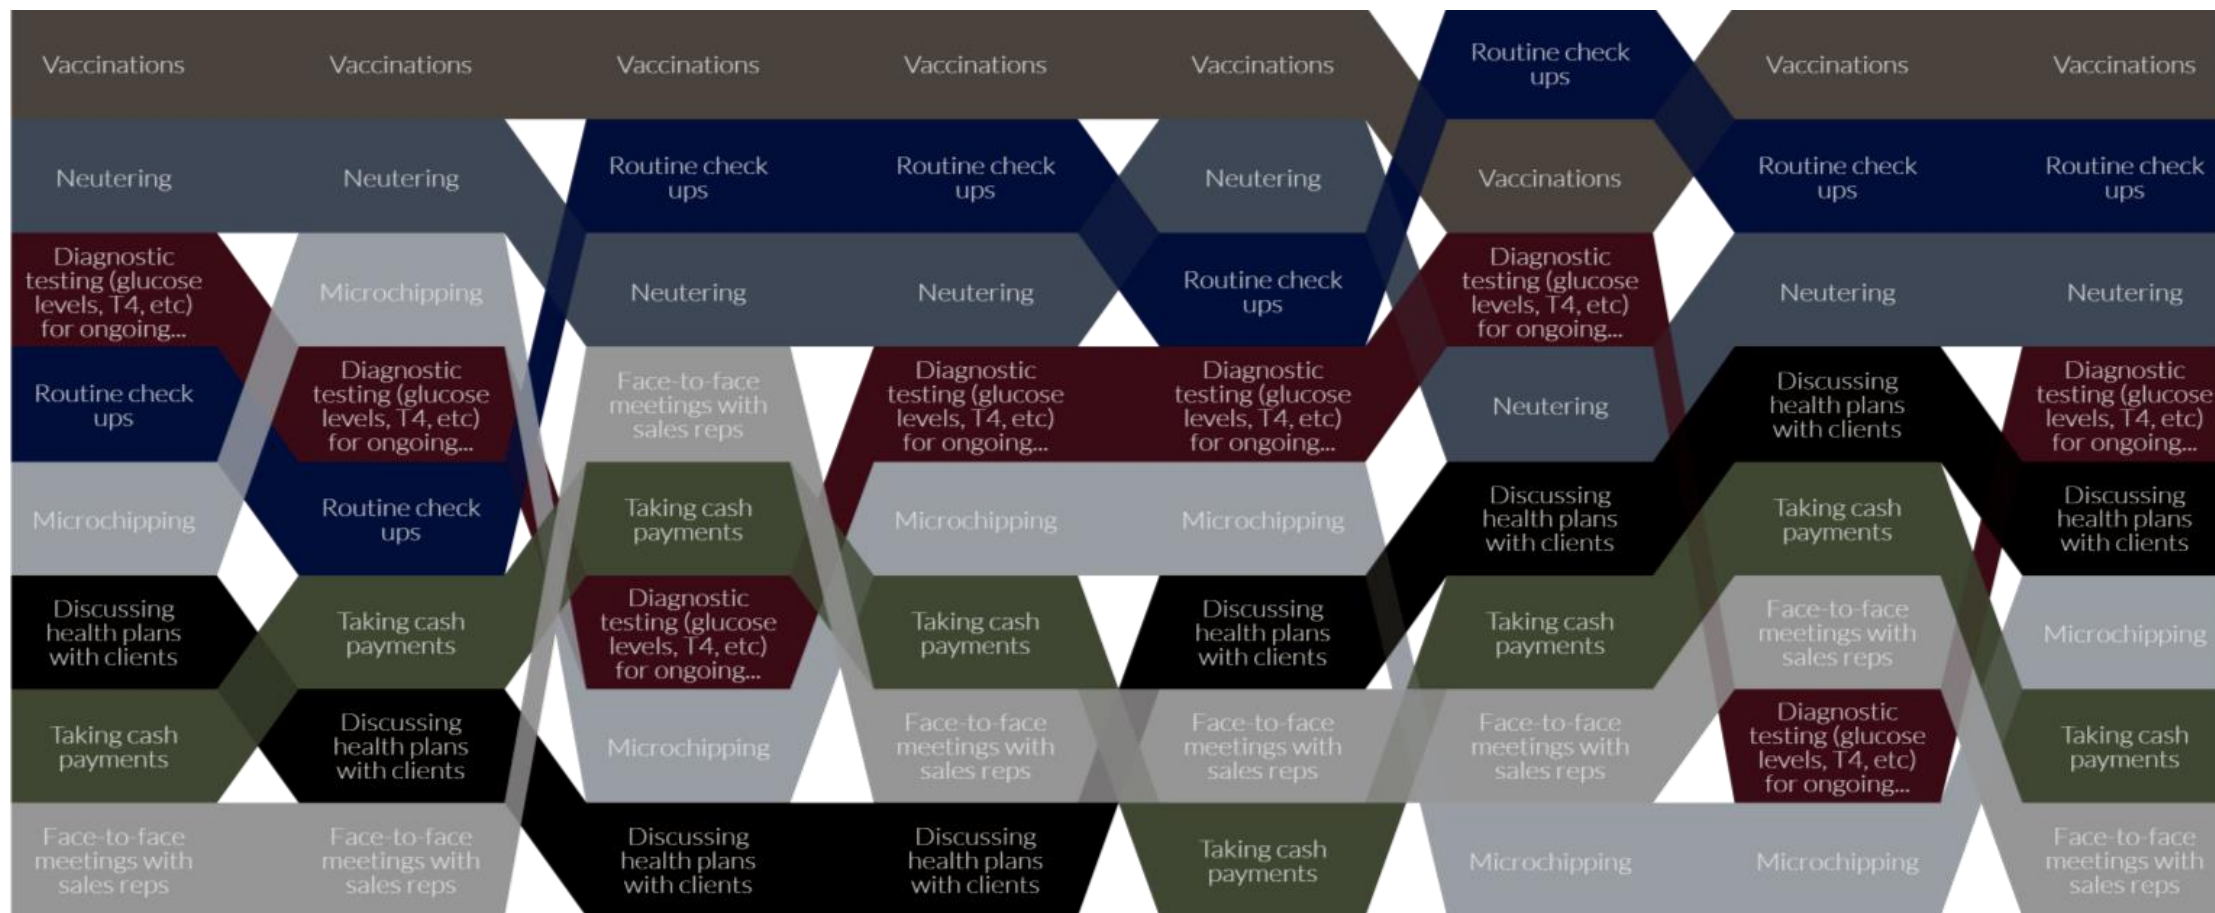 Vaccinations
Neutering
Diagnostic
testing (glucose
levels, T4, etc)
for ongoing...
Routine check
ups
Microchipping
Discussing
health plans
with clients
Taking cash
payments
Face-to-face
meetings with
sales reps
Vaccinations
Neutering
Microchipping
Diagnostic
testing (glucose
levels, T4, etc)
for ongoing...
Routine check
ups
Taking cash
payments
Discussing
health plans
with clients
Face-to-face
meetings with
sales reps
Vaccinations
Routine check
ups
Neutering
Face-to-face
meetings with
sales reps
Taking cash
payments
Diagnostic
testing (glucose
levels, T4, etc)
for ongoing...
Microchipping
Discussing
health plans
with clients
Vaccinations
Routine check
ups
Neutering
Diagnostic
testing (glucose
levels, T4, etc)
for ongoing...
Microchipping
Taking cash
payments
Face-to-face
meetings with
sales reps
Discussing
health plans
with clients
Vaccinations
Neutering
Routine check
ups
Diagnostic
testing (glucose
levels, T4, etc)
for ongoing...
Microchipping
Discussing
health plans
with clients
Face-to-face
meetings with
sales reps
Taking cash
payments
Routine check
ups
Vaccinations
Diagnostic
testing (glucose
levels, T4, etc)
for ongoing...
Neutering
Discussing
health plans
with clients
Taking cash
payments
Face-to-face
meetings with
sales reps
Microchipping
Vaccinations
Routine check
ups
Neutering
Discussing
health plans
with clients
Taking cash
payments
Face-to-face
meetings with
sales reps
Diagnostic
testing (glucose
levels, T4, etc)
for ongoing...
Microchipping
Vaccinations
Routine check
ups
Neutering
Diagnostic
testing (glucose
levels, T4, etc)
for ongoing...
Discussing
health plans
with clients
Microchipping
Taking cash
payments
Face-to-face
meetings with
sales reps